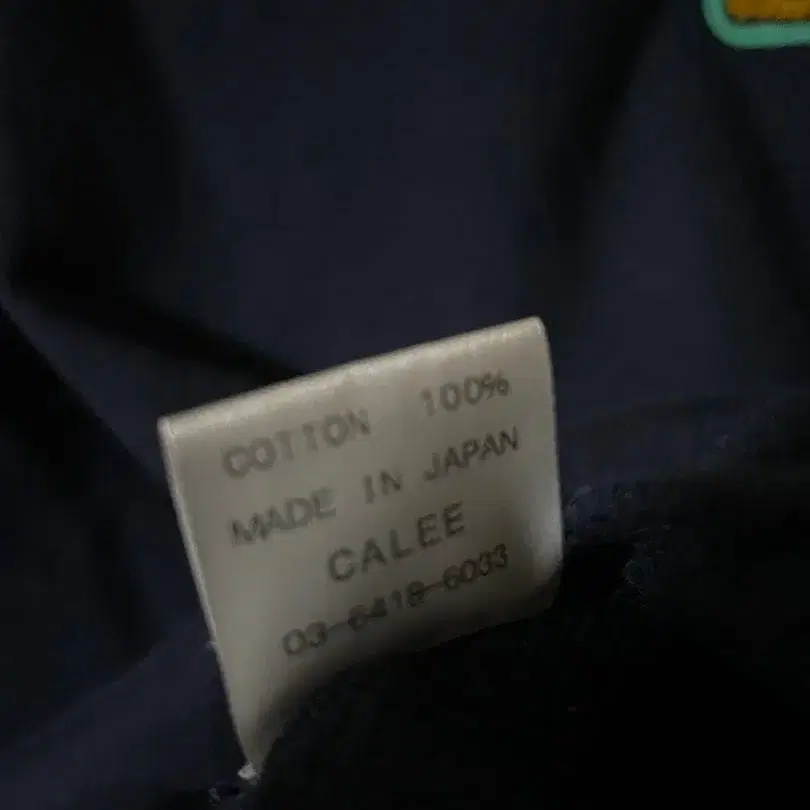 COTTON 100%
MADE IN JAPAN
CALEE
03-6418-6033